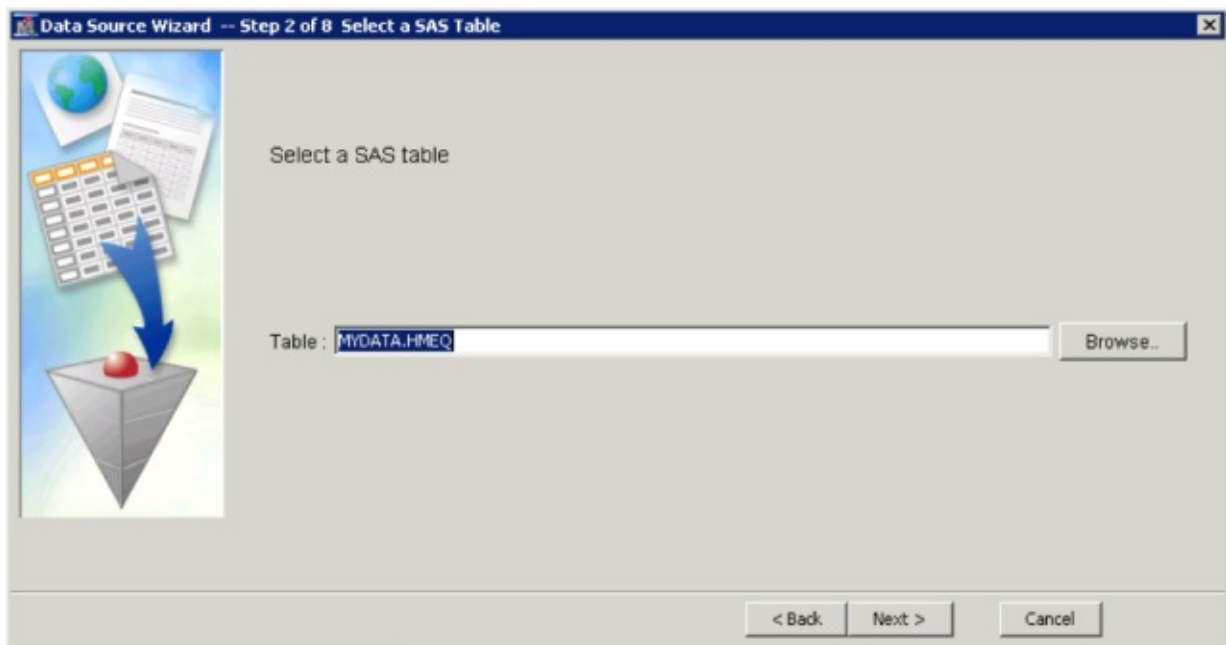 Data Source Wizard -- Step 2 of 8 Select a SAS Table
Select a SAS table
Table : MYDATA.HMEQ Browse..
< Back Next > Cancel